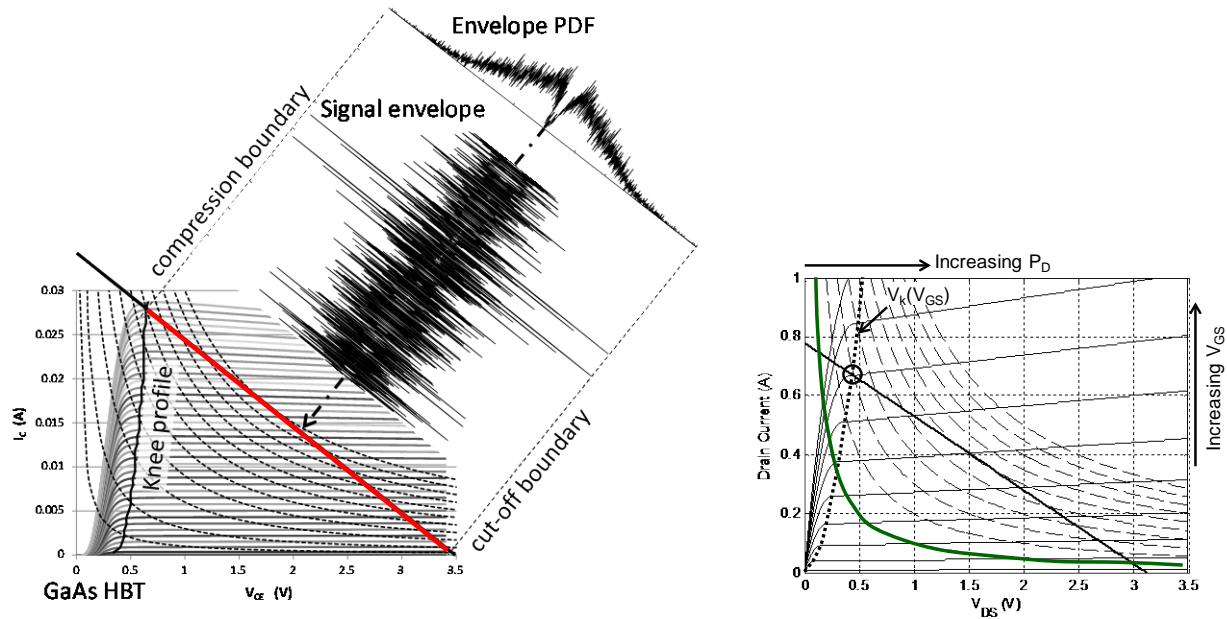 Envelope PDF
Signal envelope
compression boundary
cut-off boundary
Knee profile
0.03
0.025
0.02
0.015
0.01
0.005
0
I_C (A)
0 0.5 1 1.5 2 2.5 3 3.5
V_CE (V)
GaAs HBT
Increasing P_D
V_k(V_GS)
1
0.8
0.6
0.4
0.2
0
Drain Current (A)
0 0.5 1 1.5 2 2.5 3 3.5
V_DS (V)
Increasing V_GS